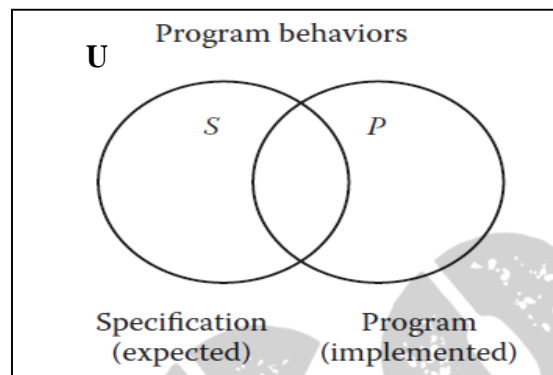 Program behaviors
U
S P
Specification Program
(expected) (implemented)